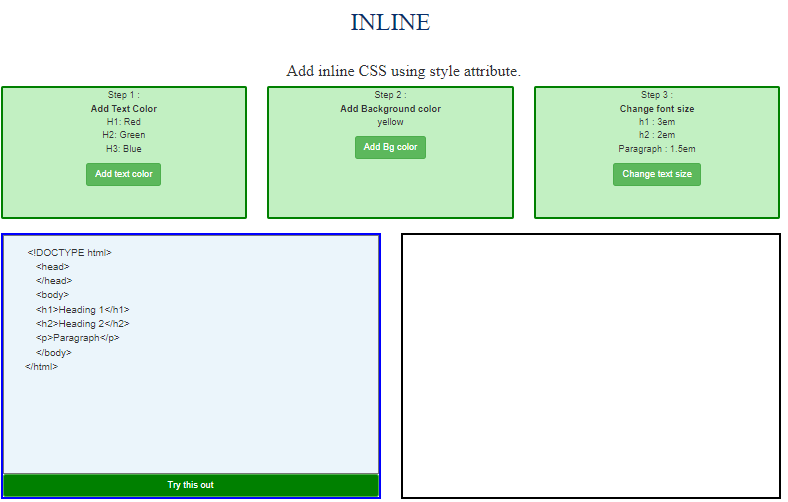 INLINE
Add inline CSS using style attribute.
Step 1 :
Add Text Color
H1: Red
H2: Green
H3: Blue
Add text color
Step 2 :
Add Background color
yellow
Add Bg color
Step 3 :
Change font size
h1 : 3em
h2 : 2em
Paragraph : 1.5em
Change text size
<!DOCTYPE html>
<head>
</head>
<body>
<h1>Heading 1</h1>
<h2>Heading 2</h2>
<p>Paragraph</p>
</body>
</html>
Try this out